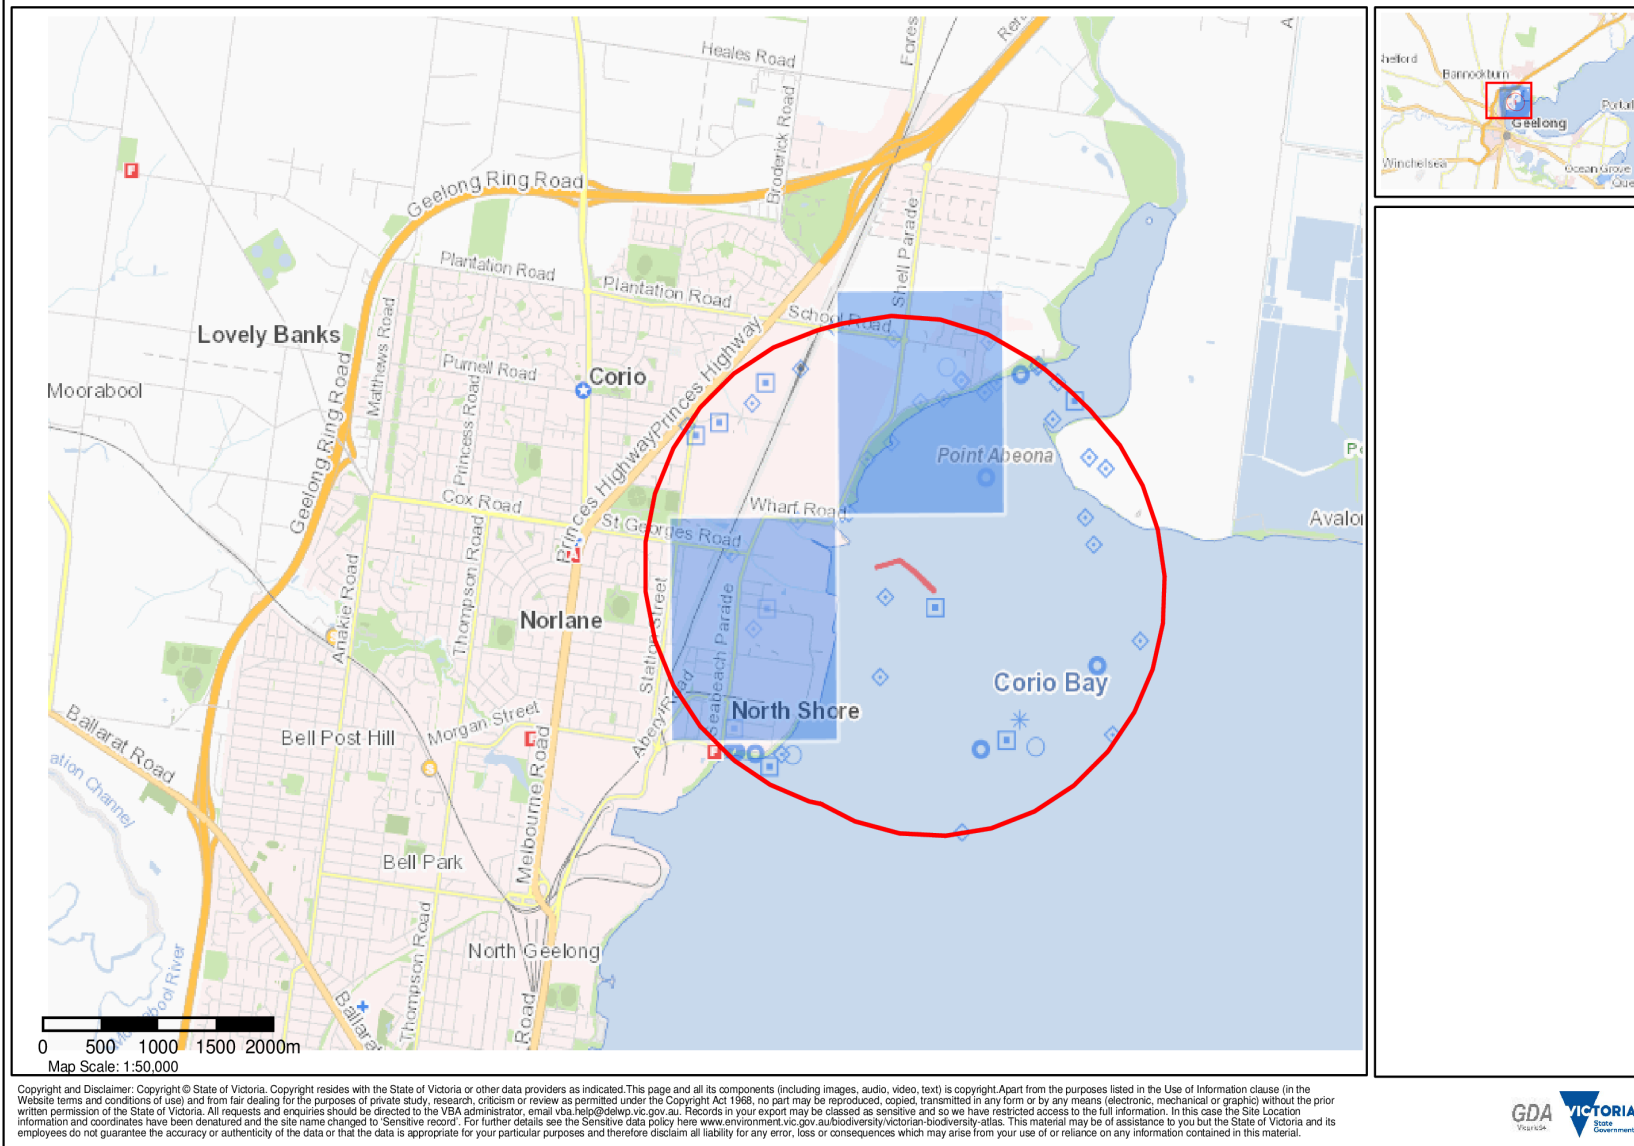 Heales Road
Fores
Geelong Ring Road
Broderick Road
Plantation Road
Plantation Road
Shell Parade
School Road
Lovely Banks
Matthews Road
Purnell Road
Corio
Princes Highway
Princes Highway
Moorabool
Geelong Ring Road
Princess Road
Point Abeona
Cox Road
Wharf Road
St Georges Road
Avalon
Anakie Road
Thompson Road
Norlane
Station Street
Seabeach Parade
Corio Bay
North Shore
Ballarat Road
Bell Post Hill
Morgan Street
Abery Road
ation Channel
Melbourne Road
Bell Park
Thompson Road
North Geelong
Road
0 500 1000 1500 2000m
Map Scale: 1:50,000
Bannockburn
Geelong
Winchelsea
Ocean Grove
Copyright and Disclaimer: Copyright © State of Victoria. Copyright resides with the State of Victoria or other data providers as indicated.This page and all its components (including images, audio, video, text) is copyright.Apart from the purposes listed in the Use of Information clause (in the
Website terms and conditions of use) and from fair dealing for the purposes of private study, research, criticism or review as permitted under the Copyright Act 1968, no part may be reproduced, copied, transmitted in any form or by any means (electronic, mechanical or graphic) without the prior
written permission of the State of Victoria. All requests and enquiries should be directed to the VBA administrator, email vba.help@delwp.vic.gov.au. Records in your export may be classed as sensitive and so we have restricted access to the full information. In this case the Site Location
information and coordinates have been denatured and the site name changed to 'Sensitive record'. For further details see the Sensitive data policy here www.environment.vic.gov.au/biodiversity/victorian-biodiversity-atlas. This material may be of assistance to you but the State of Victoria and its
employees do not guarantee the accuracy or authenticity of the data or that the data is appropriate for your particular purposes and therefore disclaim all liability for any error, loss or consequences which may arise from your use of or reliance on any information contained in this material.
GDA
VICTORIA
State
Government